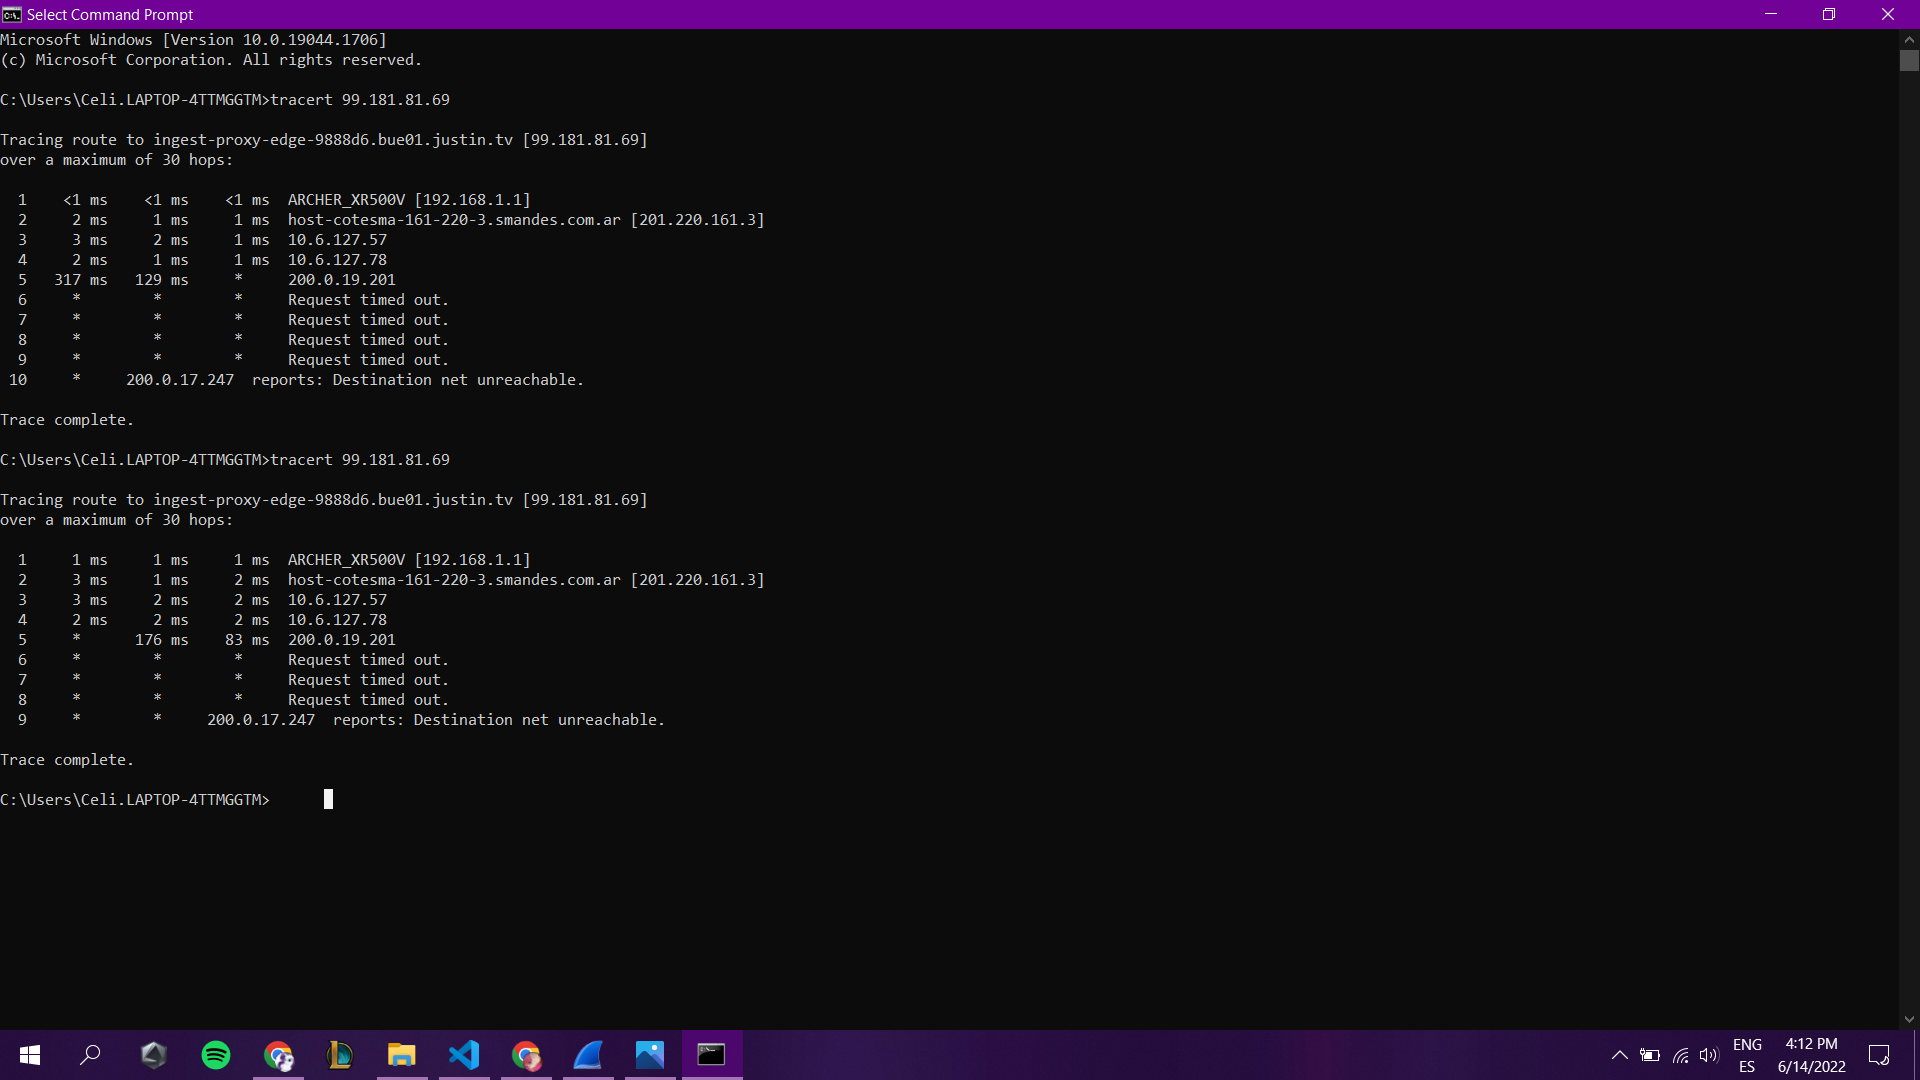 Select Command Prompt
Microsoft Windows [Version 10.0.19044.1706]
(c) Microsoft Corporation. All rights reserved.
C:\Users\Celi.LAPTOP-4TTMGGTM>tracert 99.181.81.69
Tracing route to ingest-proxy-edge-9888d6.bue01.justin.tv [99.181.81.69]
over a maximum of 30 hops:
1 <1 ms <1 ms <1 ms ARCHER_XR500V [192.168.1.1]
2 2 ms 1 ms 1 ms host-cotesma-161-220-3.smandes.com.ar [201.220.161.3]
3 3 ms 2 ms 1 ms 10.6.127.57
4 2 ms 1 ms 1 ms 10.6.127.78
5 317 ms 129 ms * 200.0.19.201
6 * * * Request timed out.
7 * * * Request timed out.
8 * * * Request timed out.
9 * * * Request timed out.
10 * 200.0.17.247 reports: Destination net unreachable.
Trace complete.
C:\Users\Celi.LAPTOP-4TTMGGTM>tracert 99.181.81.69
Tracing route to ingest-proxy-edge-9888d6.bue01.justin.tv [99.181.81.69]
over a maximum of 30 hops:
1 1 ms 1 ms 1 ms ARCHER_XR500V [192.168.1.1]
2 3 ms 1 ms 2 ms host-cotesma-161-220-3.smandes.com.ar [201.220.161.3]
3 3 ms 2 ms 2 ms 10.6.127.57
4 2 ms 2 ms 2 ms 10.6.127.78
5 * 176 ms 83 ms 200.0.19.201
6 * * * Request timed out.
7 * * * Request timed out.
8 * * * Request timed out.
9 * * 200.0.17.247 reports: Destination net unreachable.
Trace complete.
C:\Users\Celi.LAPTOP-4TTMGGTM>
ENG
ES
4:12 PM
6/14/2022